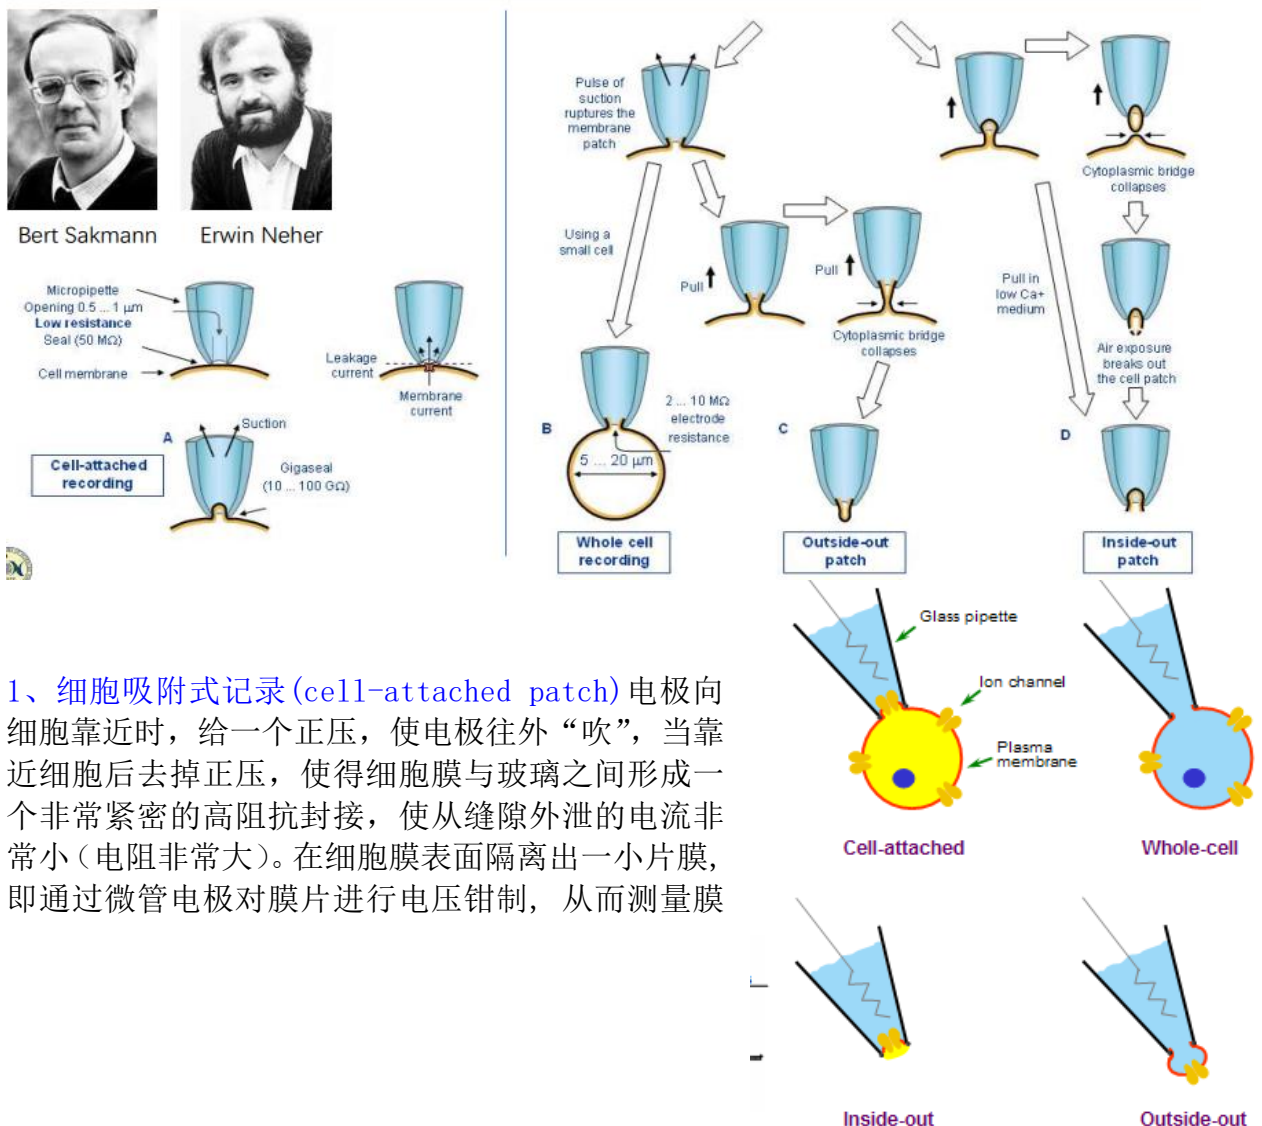 Bert Sakmann
Erwin Neher
Micropipette
Opening 0.5 ... 1 μm
Low resistance
Seal (50 MΩ)
Cell membrane
Leakage
current
Membrane
current
A
Suction
Cell-attached
recording
Gigaseal
(10 ... 100 GΩ)
Pulse of
suction
ruptures the
membrane
patch
Using a
small cell
Pull
Pull
Cytoplasmic bridge
collapses
Cytoplasmic bridge
collapses
Pull in
low Ca+
medium
Air exposure
breaks out
the cell patch
B
2 ... 10 MΩ
electrode
resistance
5 ... 20 μm
C
D
Whole cell
recording
Outside-out
patch
Inside-out
patch
1、细胞吸附式记录(cell-attached patch)电极向
细胞靠近时，给一个正压，使电极往外“吹”，当靠
近细胞后去掉正压，使得细胞膜与玻璃之间形成一
个非常紧密的高阻抗封接，使从缝隙外泄的电流非
常小（电阻非常大）。在细胞膜表面隔离出一小片膜，
即通过微管电极对膜片进行电压钳制，从而测量膜
Glass pipette
Ion channel
Plasma
membrane
Cell-attached
Whole-cell
Inside-out
Outside-out